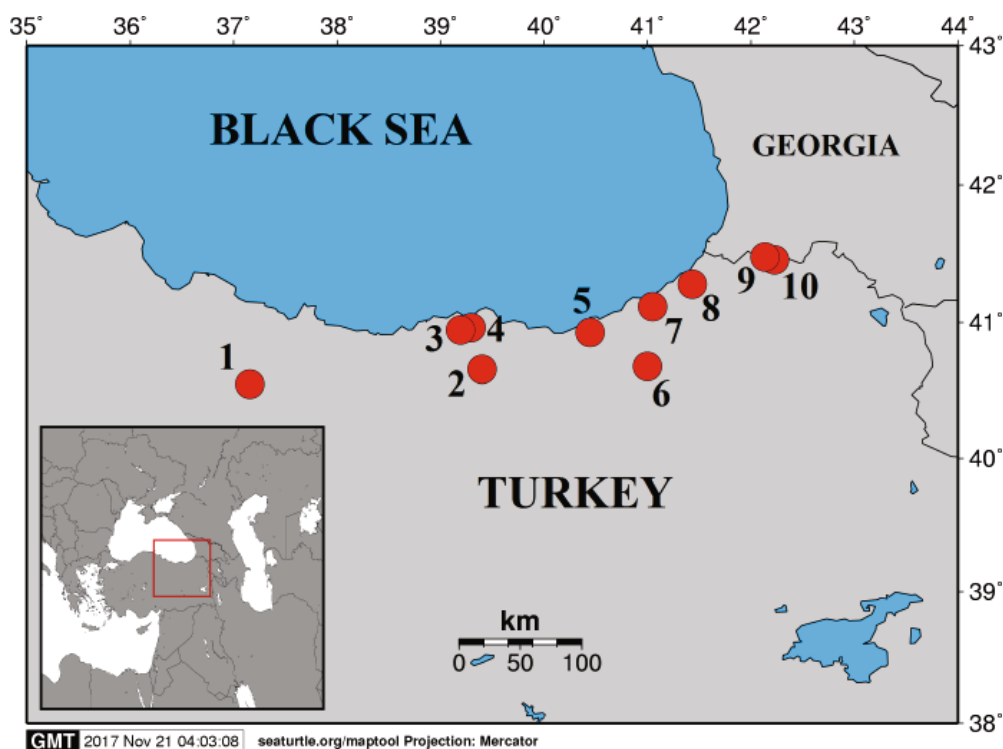 35° 36° 37° 38° 39° 40° 41° 42° 43° 44°
43°
BLACK SEA
GEORGIA
42°
9 10
8
5
7
41°
3 4
1
2
6
40°
TURKEY
39°
km
0 50 100
38°
GMT 2017 Nov 21 04:03:08 seaturtle.org/maptool Projection: Mercator